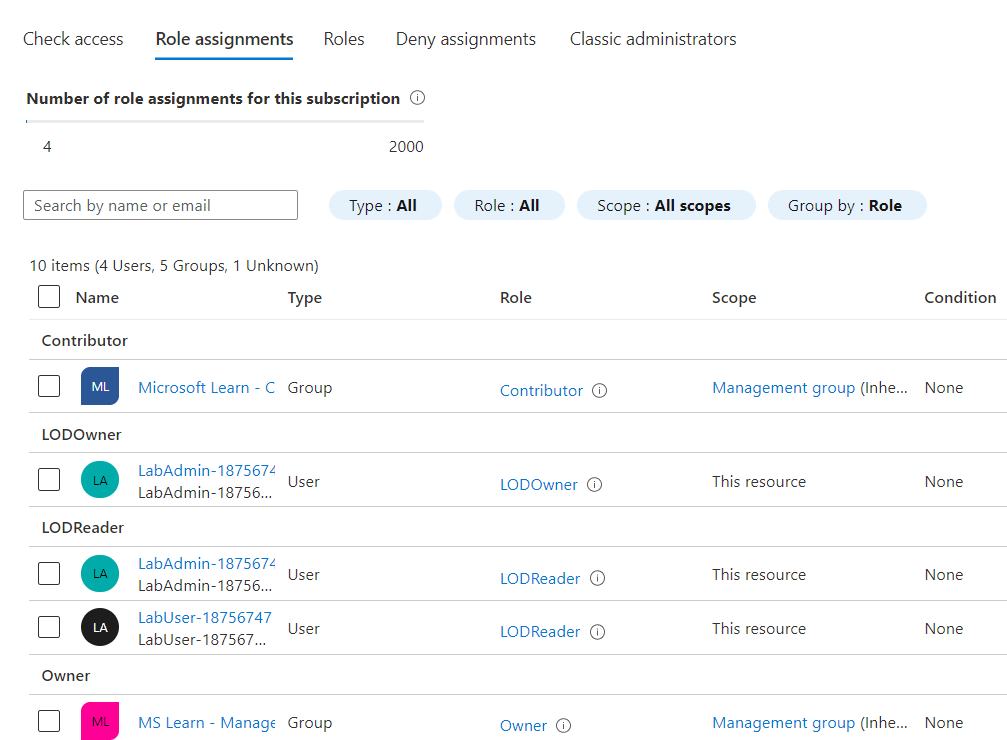 Check access Role assignments Roles Deny assignments Classic administrators
Number of role assignments for this subscription
4 2000
Search by name or email Type : All Role : All Scope : All scopes Group by : Role
10 items (4 Users, 5 Groups, 1 Unknown)
Name Type Role Scope Condition
Contributor
ML Microsoft Learn - C Group Contributor Management group (Inhe... None
LODOwner
LA LabAdmin-1875674 User LODOwner This resource None
LabAdmin-18756...
LODReader
LA LabAdmin-1875674 User LODReader This resource None
LabAdmin-18756...
LA LabUser-18756747 User LODReader This resource None
LabUser-187567...
Owner
ML MS Learn - Manage Group Owner Management group (Inhe... None